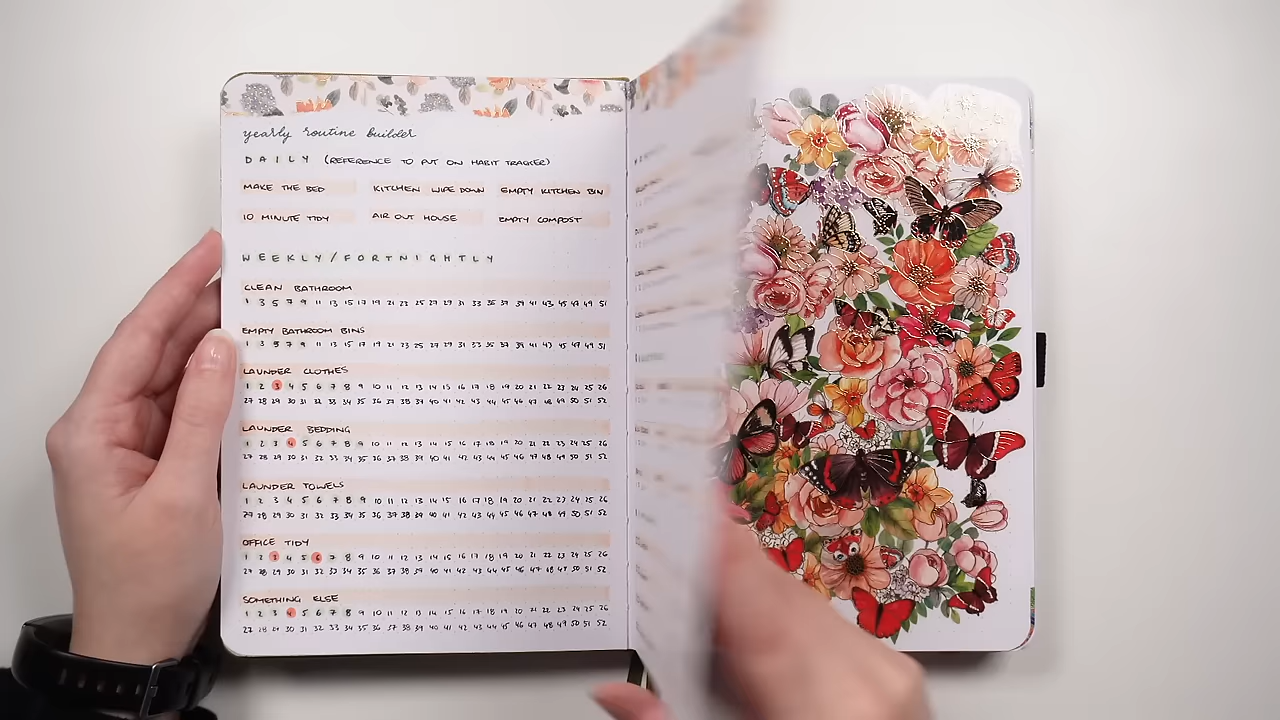 yearly routine builder
DAILY (REFERENCE TO PUT ON HABIT TRACKER)
MAKE THE BED KITCHEN WIPE DOWN EMPTY KITCHEN BIN
10 MINUTE TIDY AIR OUT HOUSE EMPTY COMPOST
WEEKLY/FORTNIGHTLY
CLEAN BATHROOM
1 3 5 7 9 11 13 15 17 19 21 23 25 27 29 31 33 35 37 39 41 43 45 47 49 51
EMPTY BATHROOM BINS
1 3 5 7 9 11 13 15 17 19 21 23 25 27 29 31 33 35 37 39 41 43 45 47 49 51
LAUNDER CLOTHES
1 2 3 4 5 6 7 8 9 10 11 12 13 14 15 16 17 18 19 20 21 22 23 24 25 26
27 28 29 30 31 32 33 34 35 36 37 38 39 40 41 42 43 44 45 46 47 48 49 50 51 52
LAUNDER BEDDING
1 2 3 4 5 6 7 8 9 10 11 12 13 14 15 16 17 18 19 20 21 22 23 24 25 26
27 28 29 30 31 32 33 34 35 36 37 38 39 40 41 42 43 44 45 46 47 48 49 50 51 52
LAUNDER TOWELS
1 2 3 4 5 6 7 8 9 10 11 12 13 14 15 16 17 18 19 20 21 22 23 24 25 26
27 28 29 30 31 32 33 34 35 36 37 38 39 40 41 42 43 44 45 46 47 48 49 50 51 52
OFFICE TIDY
1 2 3 4 5 6 7 8 9 10 11 12 13 14 15 16 17 18 19 20 21 22 23 24 25 26
27 28 29 30 31 32 33 34 35 36 37 38 39 40 41 42 43 44 45 46 47 48 49 50 51 52
SOMETHING ELSE
1 2 3 4 5 6 7 8 9 10 11 12 13 14 15 16 17 18 19 20 21 22 23 24 25 26
27 28 29 30 31 32 33 34 35 36 37 38 39 40 41 42 43 44 45 46 47 48 49 50 51 52